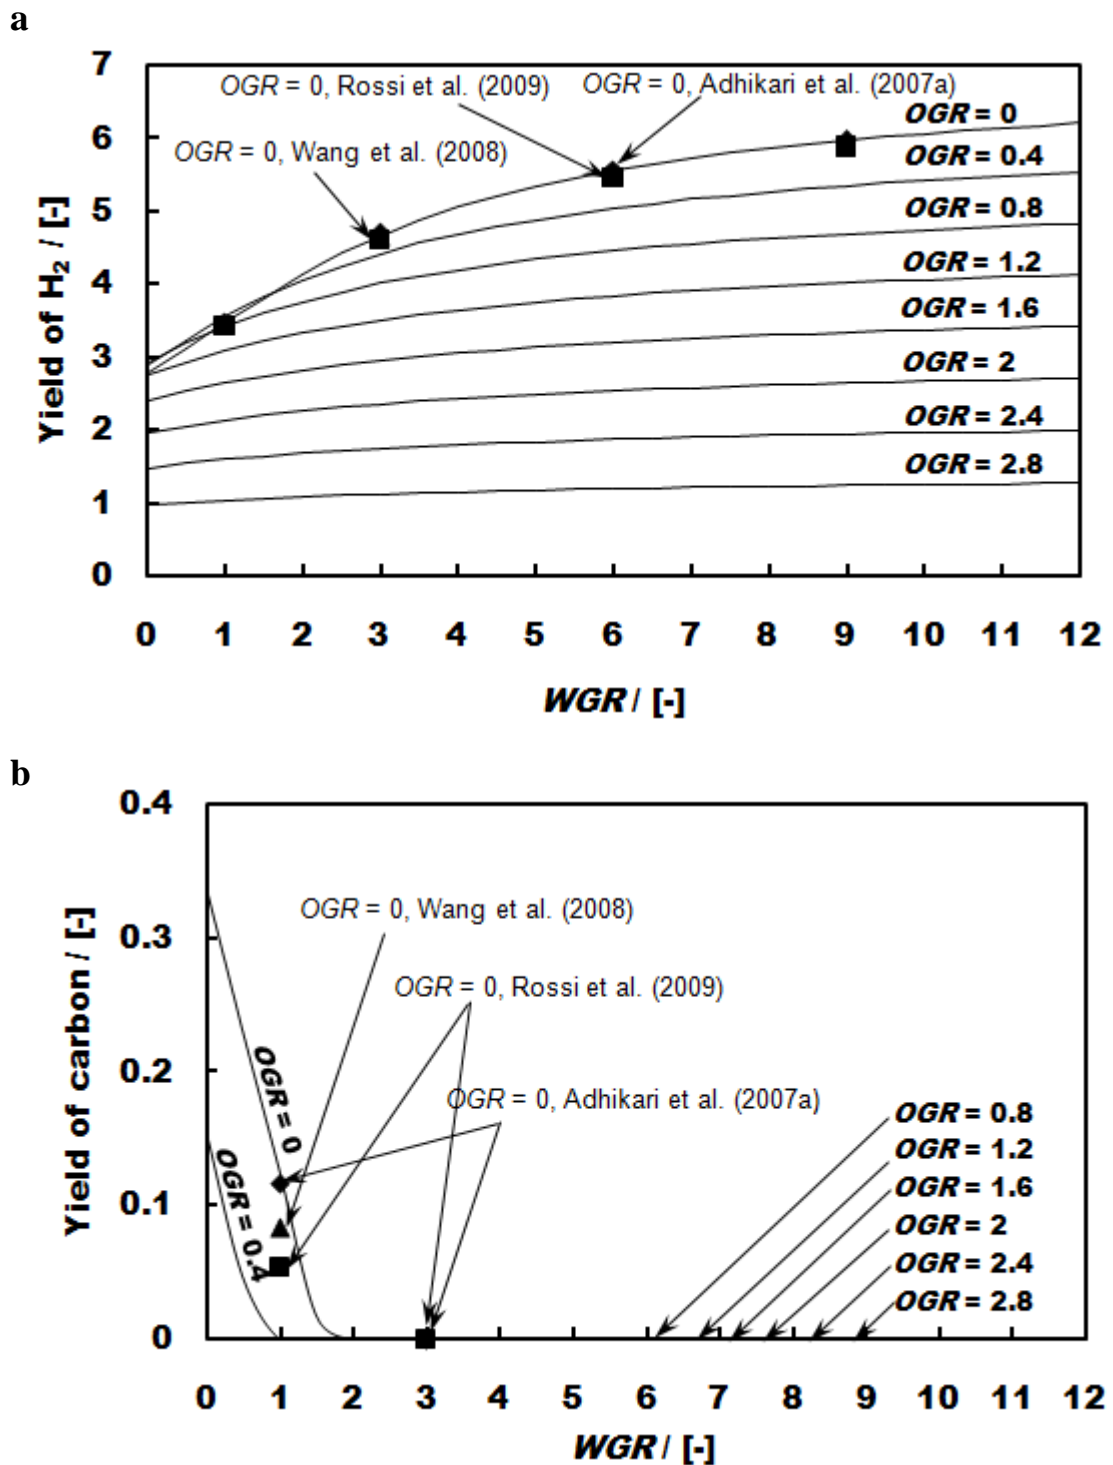 a
7
6
5
4
3
2
1
0
Yield of H2 / [-]
OGR = 0, Rossi et al. (2009)
OGR = 0, Adhikari et al. (2007a)
OGR = 0, Wang et al. (2008)
OGR = 0
OGR = 0.4
OGR = 0.8
OGR = 1.2
OGR = 1.6
OGR = 2
OGR = 2.4
OGR = 2.8
0 1 2 3 4 5 6 7 8 9 10 11 12
WGR / [-]
b
0.4
0.3
0.2
0.1
0
Yield of carbon / [-]
OGR = 0, Wang et al. (2008)
OGR = 0, Rossi et al. (2009)
OGR = 0, Adhikari et al. (2007a)
OGR = 0
OGR = 0.4
OGR = 0.8
OGR = 1.2
OGR = 1.6
OGR = 2
OGR = 2.4
OGR = 2.8
0 1 2 3 4 5 6 7 8 9 10 11 12
WGR / [-]